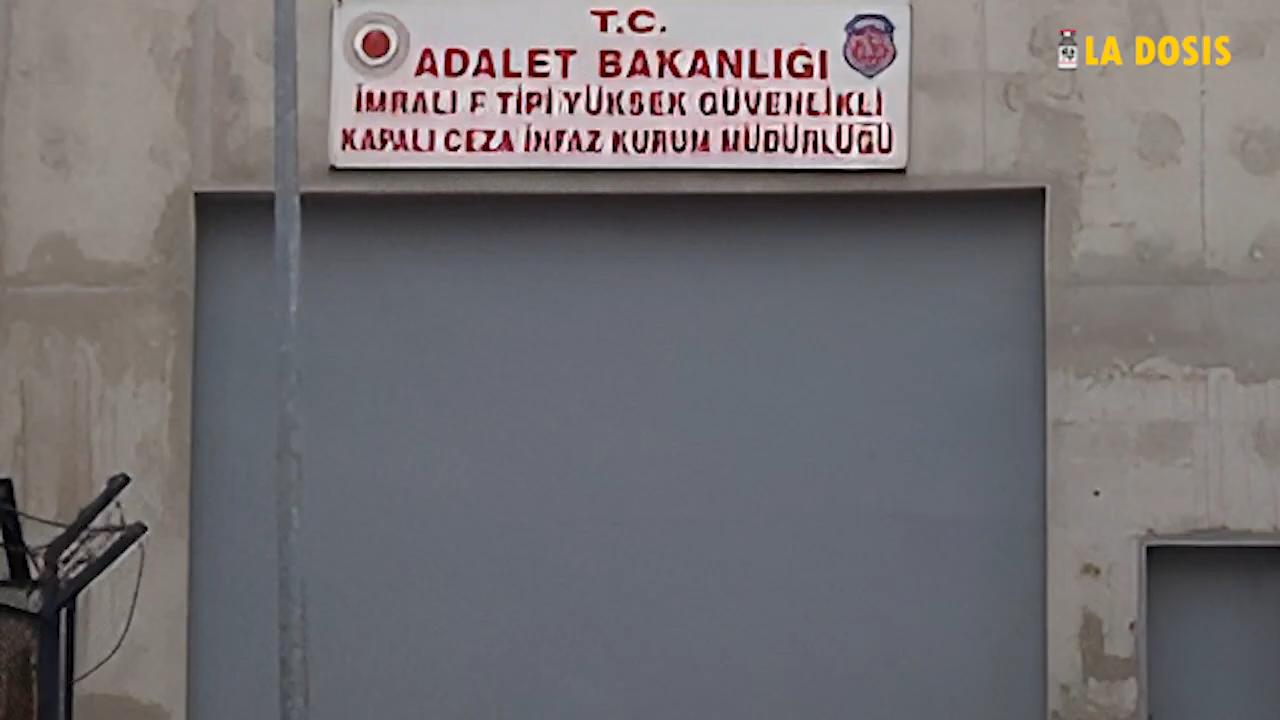 T.C.
ADALET BAKANLIĞI
İMRALI F TİPİ YÜKSEK GÜVENLİKLİ
KAPALI CEZA İNFAZ KURUM MÜDÜRLÜĞÜ
LA DOSIS